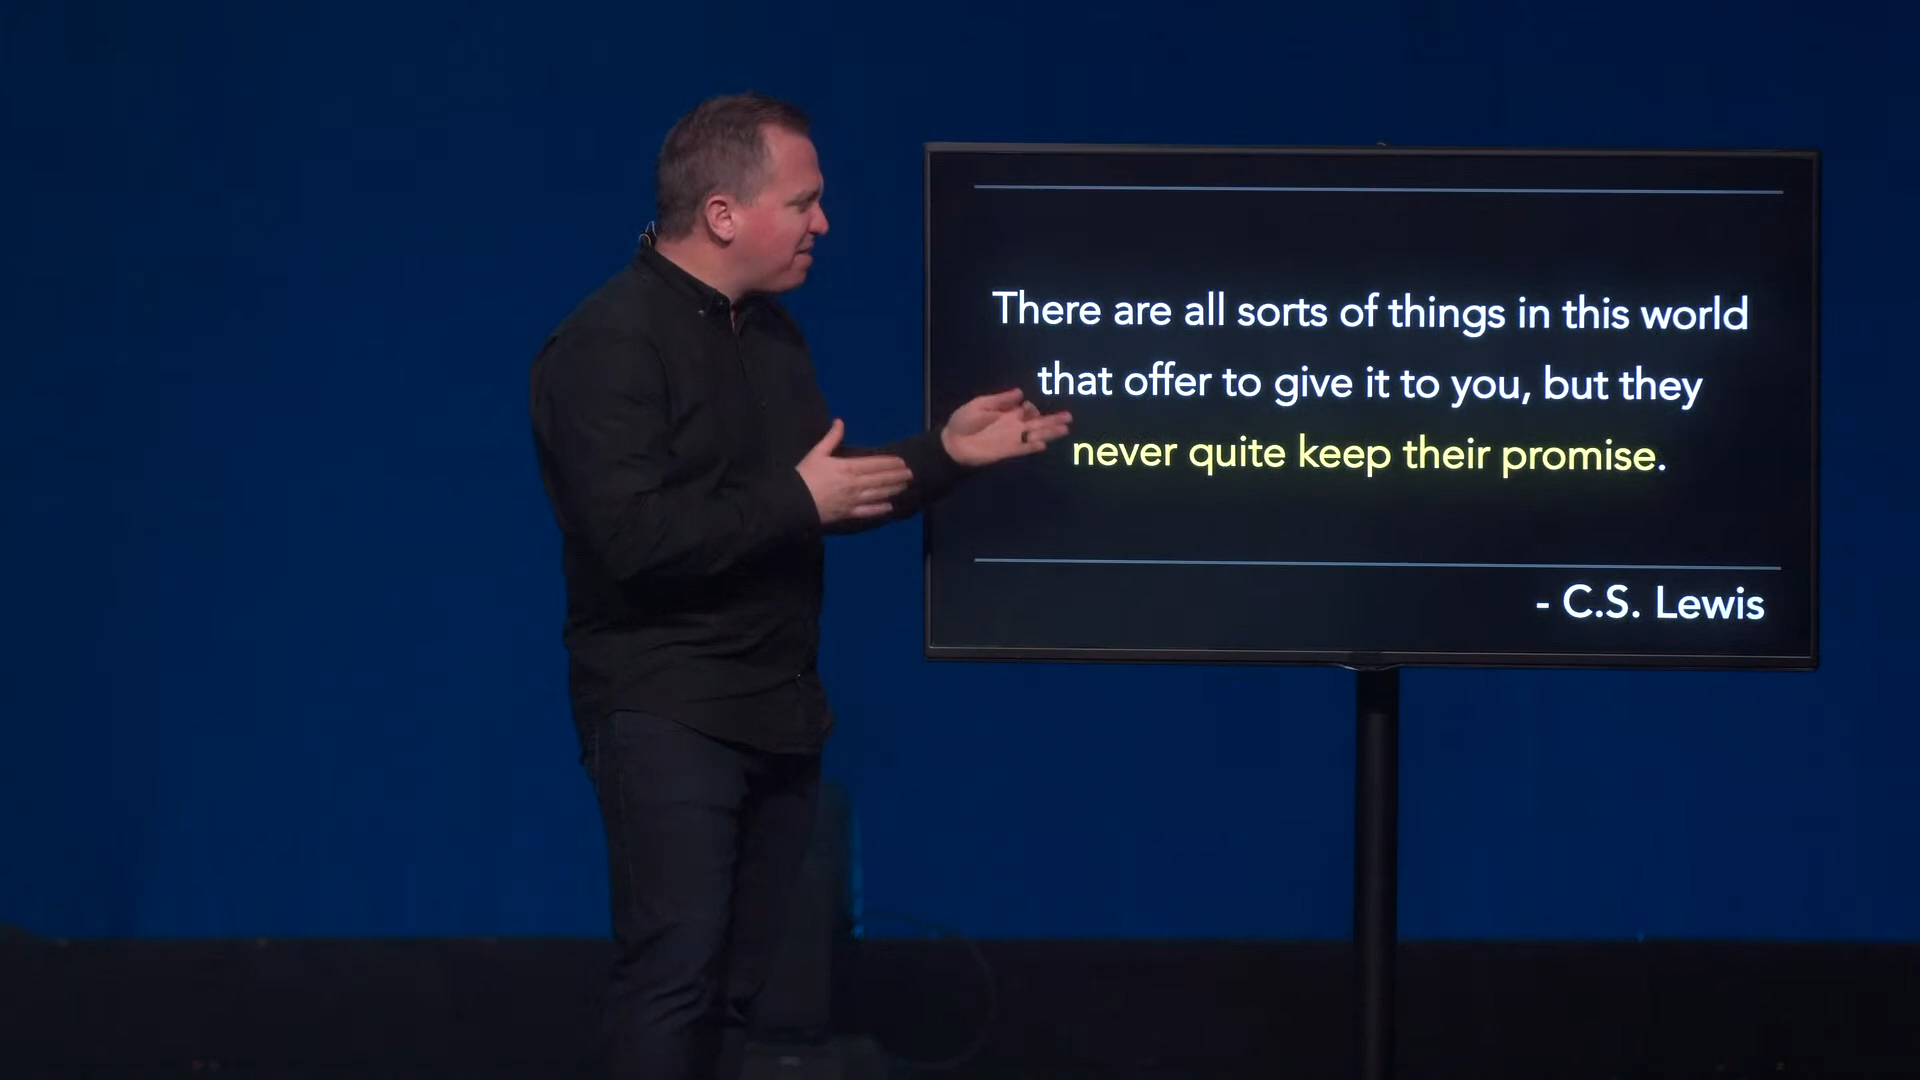 There are all sorts of things in this world
that offer to give it to you, but they
never quite keep their promise.
- C.S. Lewis